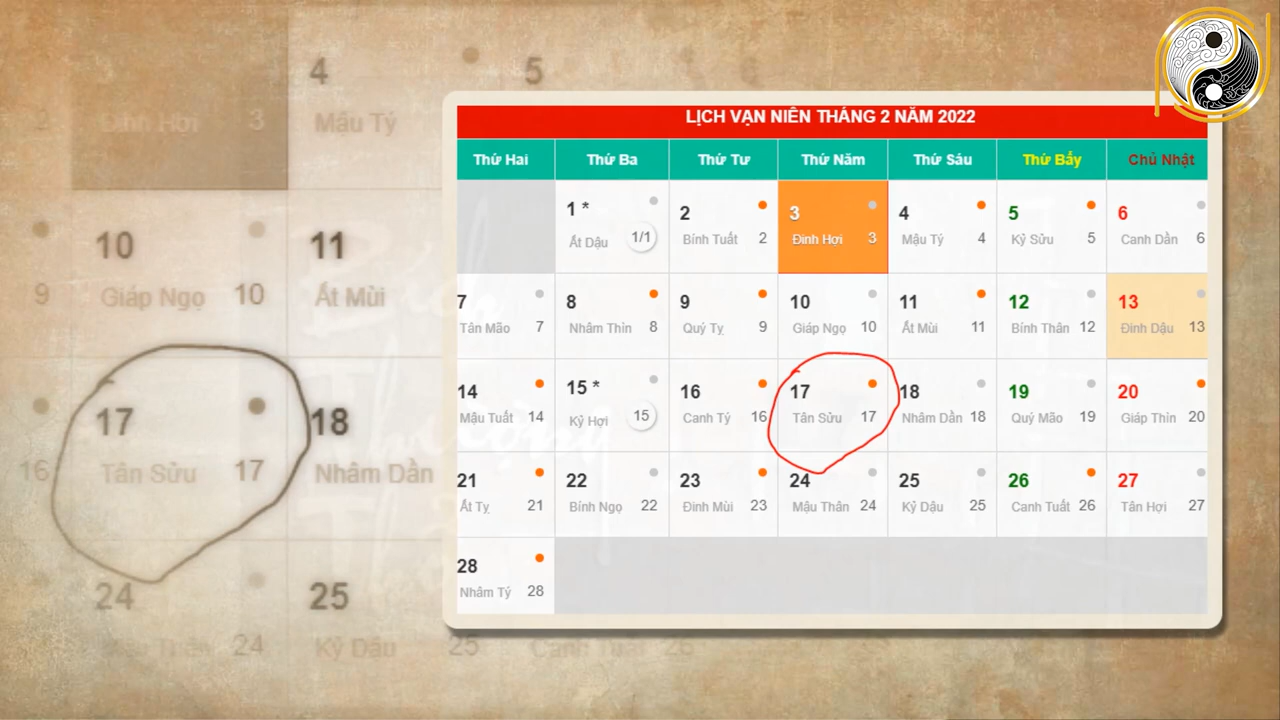 LỊCH VẠN NIÊN THÁNG 2 NĂM 2022
Thứ Hai Thứ Ba Thứ Tư Thứ Năm Thứ Sáu Thứ Bảy Chủ Nhật
1 * 2 3 4 5 6
Ất Dậu 1/1 Bính Tuất 2 Đinh Hợi 3 Mậu Tý 4 Kỷ Sửu 5 Canh Dần 6
7 8 9 10 11 12 13
Tân Mão 7 Nhâm Thìn 8 Quý Tỵ 9 Giáp Ngọ 10 Ất Mùi 11 Bính Thân 12 Đinh Dậu 13
14 15 * 16 17 18 19 20
Mậu Tuất 14 Kỷ Hợi 15 Canh Tý 16 Tân Sửu 17 Nhâm Dần 18 Quý Mão 19 Giáp Thìn 20
21 22 23 24 25 26 27
Ất Tỵ 21 Bính Ngọ 22 Đinh Mùi 23 Mậu Thân 24 Kỷ Dậu 25 Canh Tuất 26 Tân Hợi 27
28
Nhâm Tý 28
4 5 6
2 Đinh Hợi 3 Mậu Tý
10 11
9 Giáp Ngọ 10 Ất Mùi
17 18
16 Tân Sửu 17 Nhâm Dần
24 25
Mậu Thân 24 Kỷ Dậu 25 Canh Tuất 26